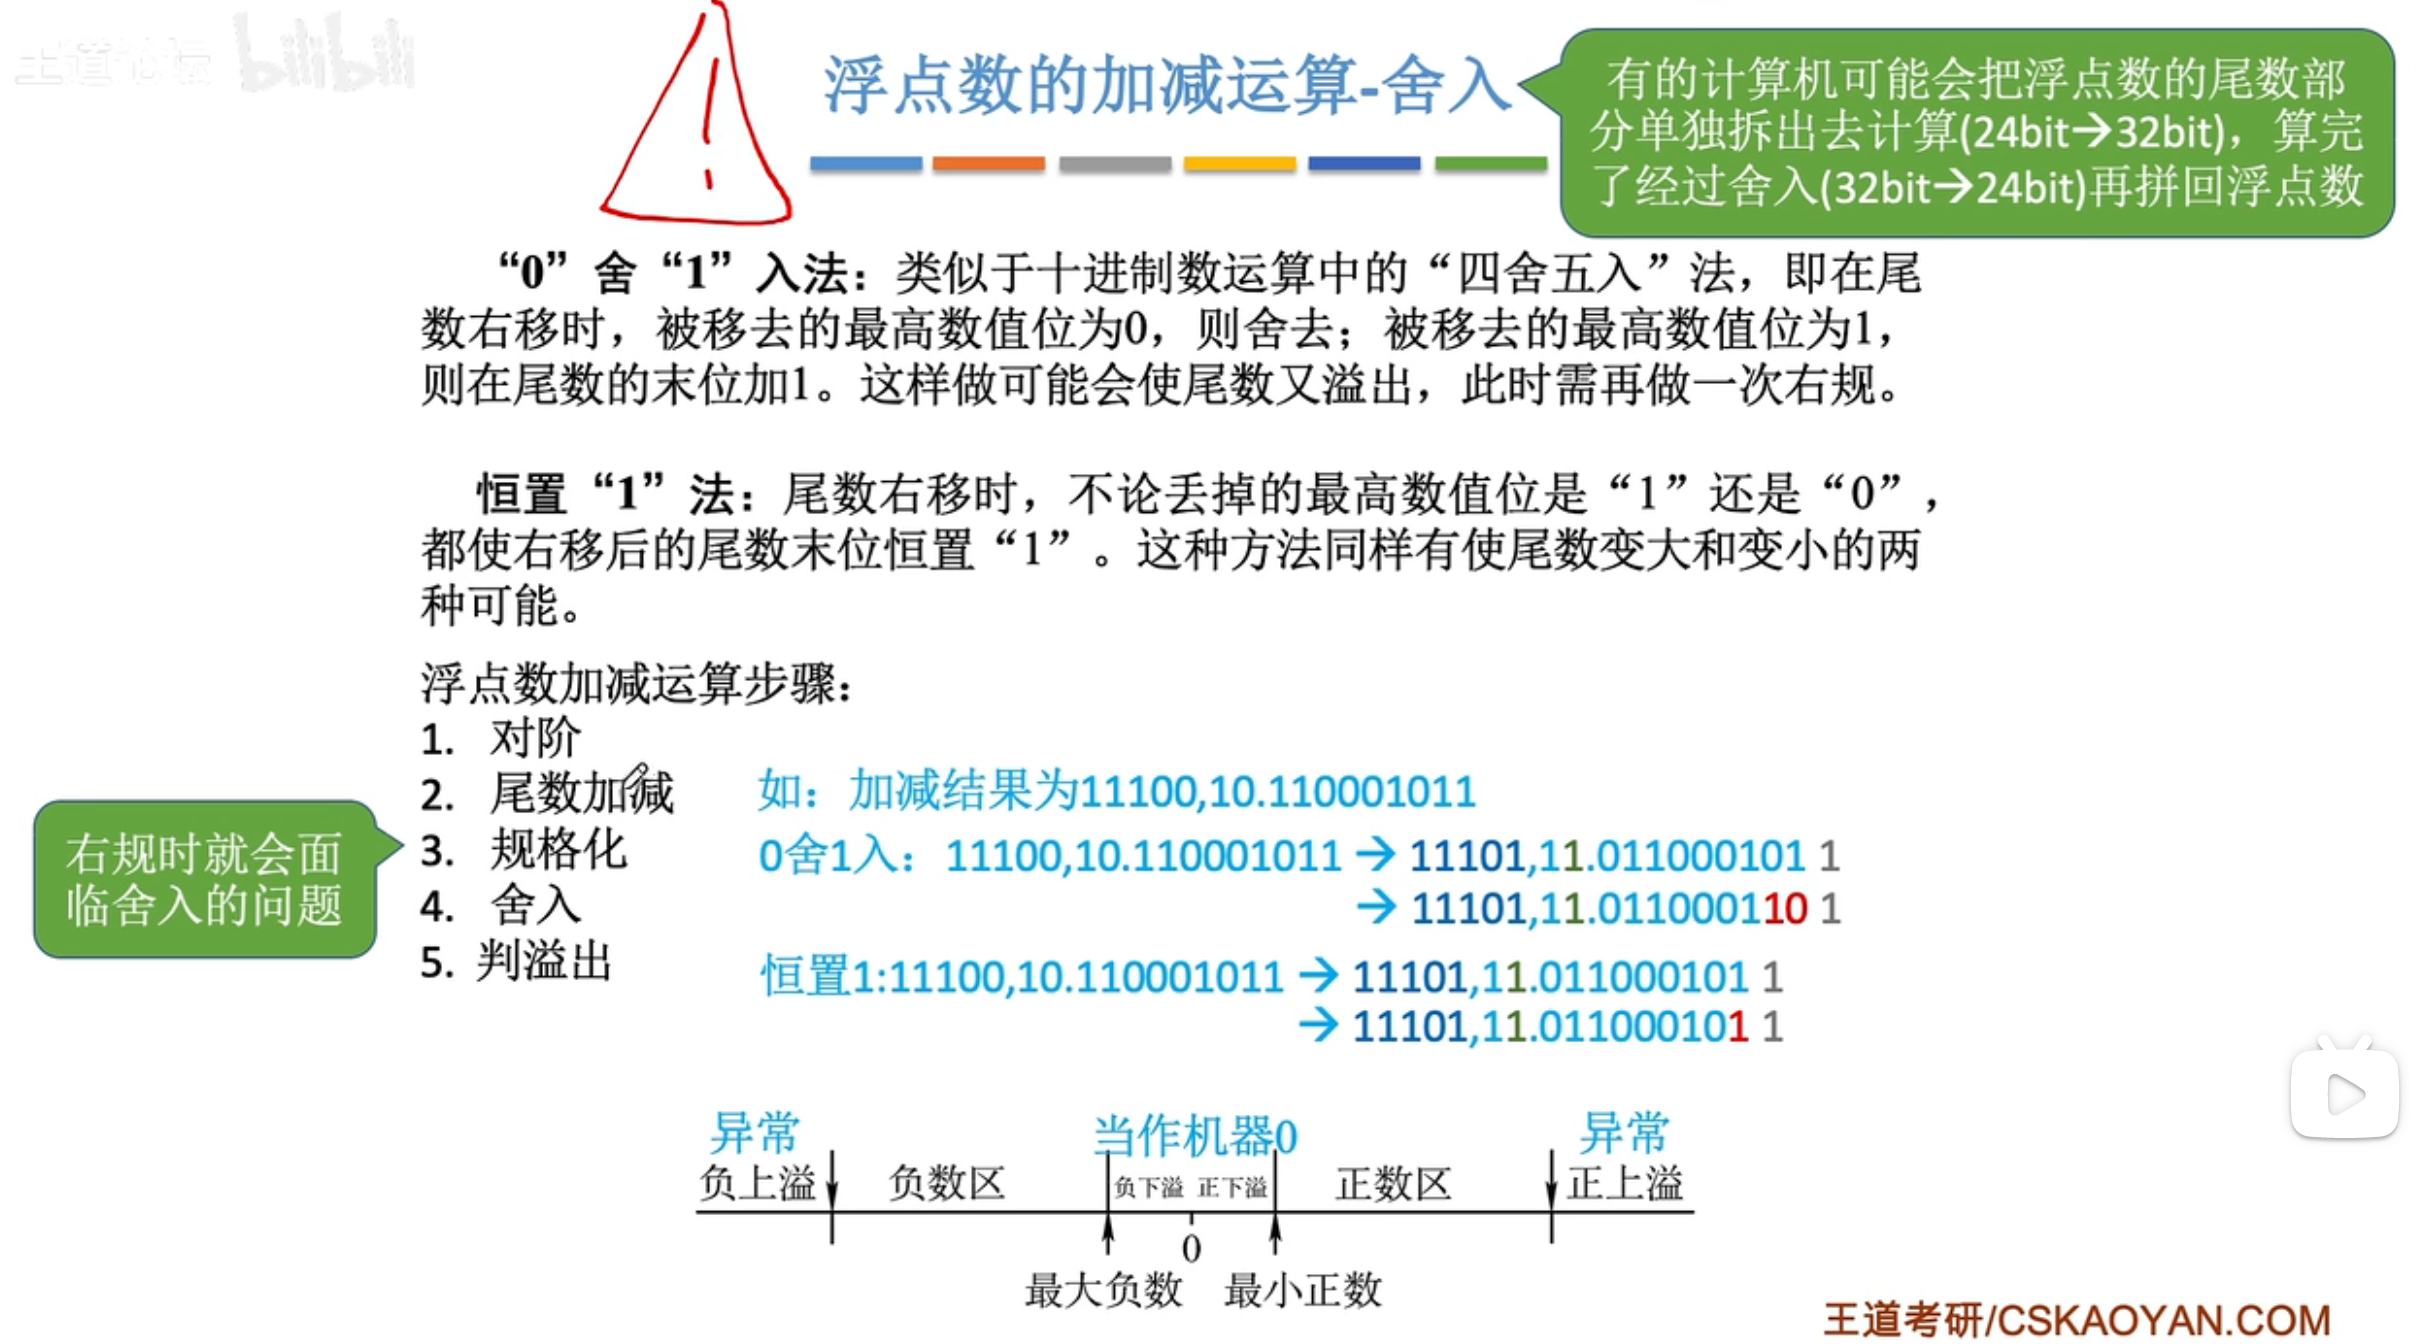 王道论坛 bilibili
浮点数的加减运算-舍入
有的计算机可能会把浮点数的尾数部
分单独拆出去计算(24bit→32bit)，算完
了经过舍入(32bit→24bit)再拼回浮点数
“0”舍“1”入法：类似于十进制数运算中的“四舍五入”法，即在尾
数右移时，被移去的最高数值位为0，则舍去；被移去的最高数值位为1，
则在尾数的末位加1。这样做可能会使尾数又溢出，此时需再做一次右规。
恒置“1”法：尾数右移时，不论丢掉的最高数值位是“1”还是“0”，
都使右移后的尾数末位恒置“1”。这种方法同样有使尾数变大和变小的两
种可能。
浮点数加减运算步骤：
1. 对阶
2. 尾数加减
3. 规格化
4. 舍入
5. 判溢出
右规时就会面
临舍入的问题
如：加减结果为11100,10.110001011
0舍1入：11100,10.110001011 → 11101,11.011000101 1
→ 11101,11.011000110 1
恒置1:11100,10.110001011 → 11101,11.011000101 1
→ 11101,11.011000101 1
异常 当作机器0 异常
负上溢 负数区 负下溢 正下溢 正数区 正上溢
0
最大负数 最小正数
王道考研/CSKAOYAN.COM